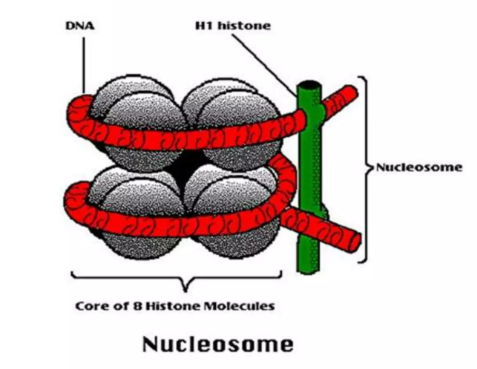 DNA
H1 histone
Nucleosome
Core of 8 Histone Molecules
Nucleosome